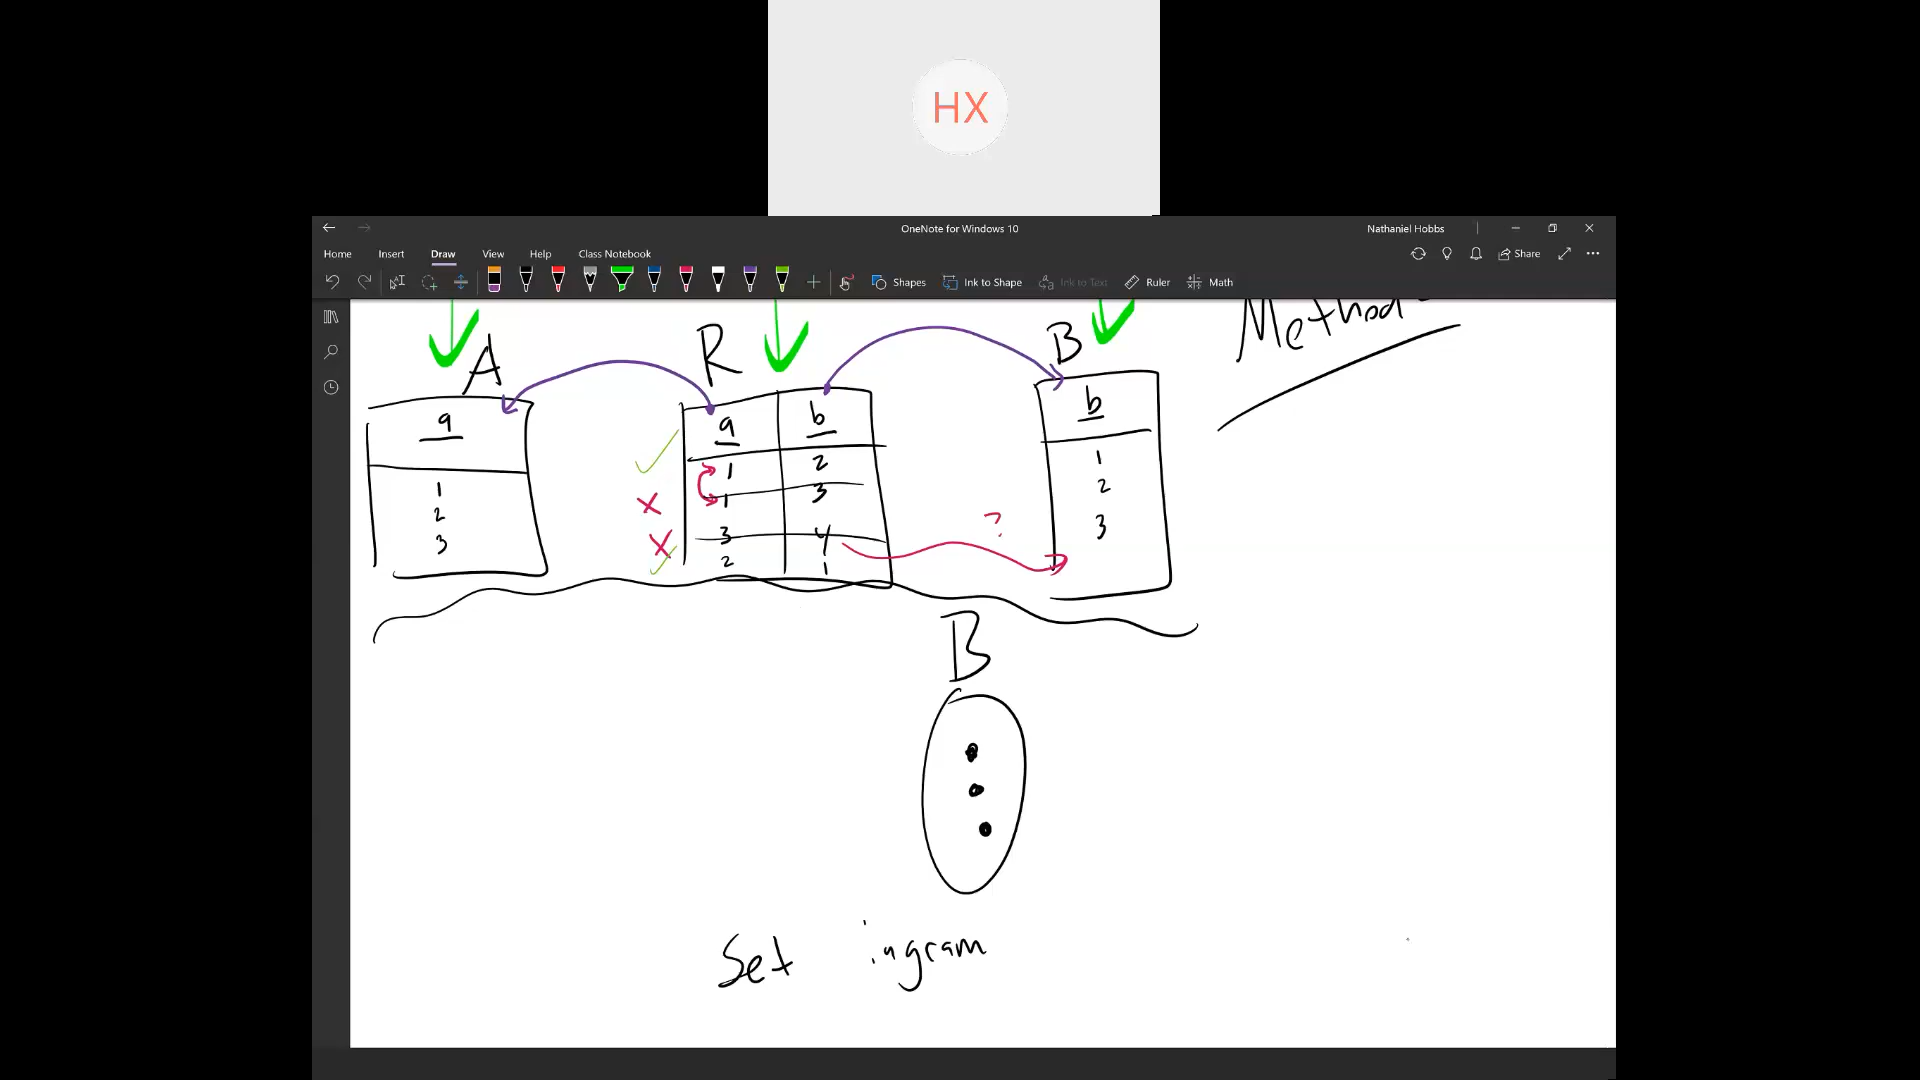 HX
OneNote for Windows 10
Nathaniel Hobbs
Home Insert Draw View Help Class Notebook
Share
Shapes Ink to Shape Ink to Text Ruler Math
Method
A R B
a
a b
b
1 2
1 3
3 4
2 1
1
2
3
1
2
3
?
B
Set iagram